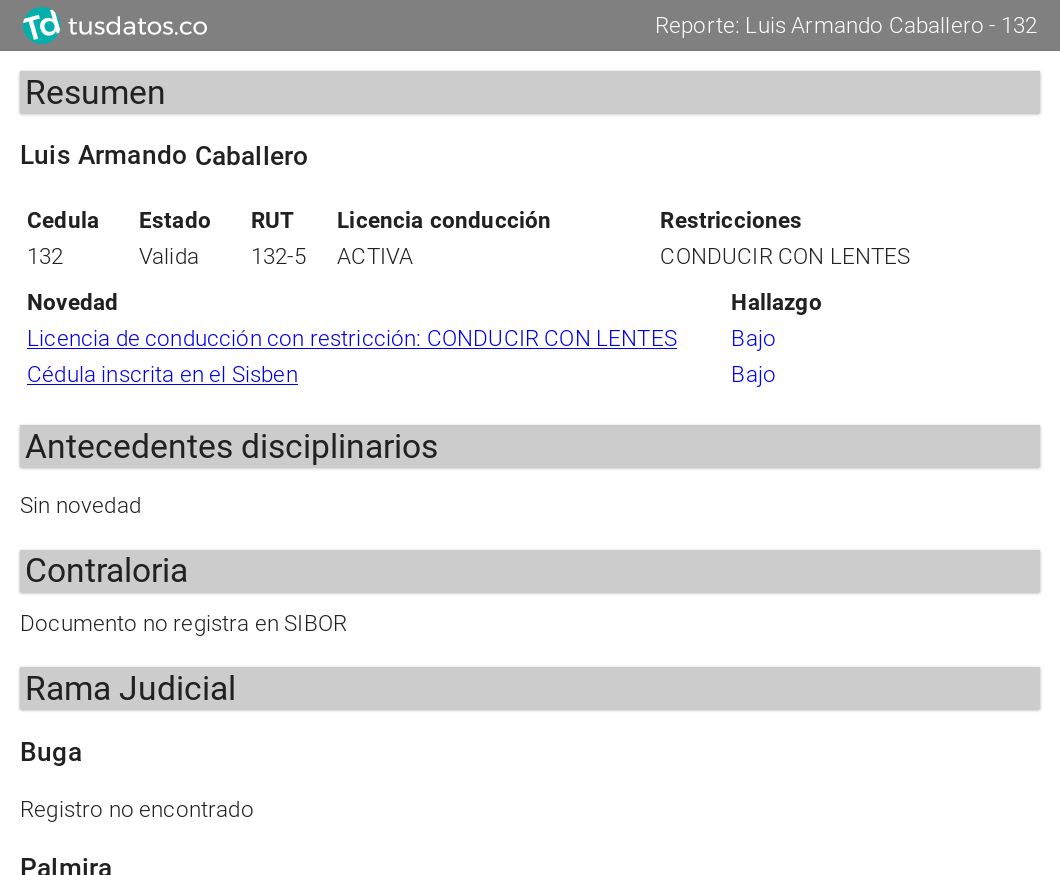 Td tusdatos.co Reporte: Luis Armando Caballero - 132
Resumen
Luis Armando Caballero
Cedula Estado RUT Licencia conducción Restricciones
132 Valida 132-5 ACTIVA CONDUCIR CON LENTES
Novedad Hallazgo
Licencia de conducción con restricción: CONDUCIR CON LENTES Bajo
Cédula inscrita en el Sisben Bajo
Antecedentes disciplinarios
Sin novedad
Contraloria
Documento no registra en SIBOR
Rama Judicial
Buga
Registro no encontrado
Palmira